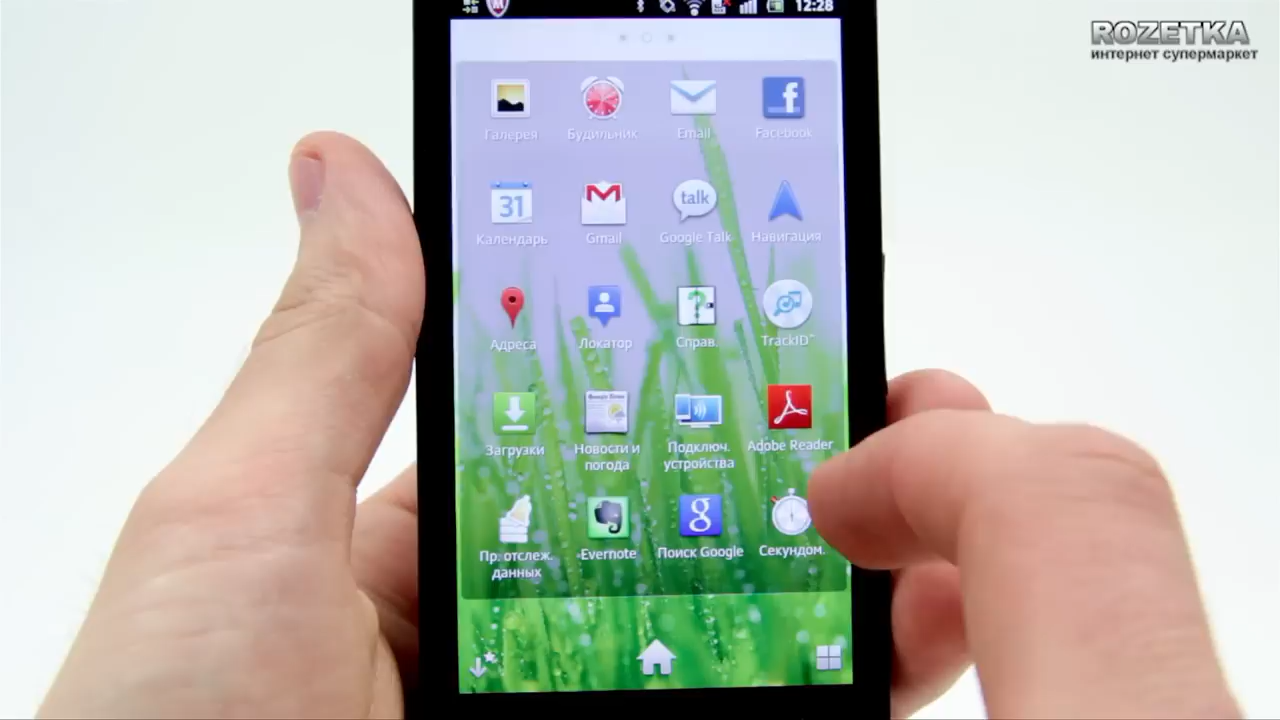 12:28
ROZETKA
интернет супермаркет
Галерея
Будильник
Email
Facebook
31
talk
Календарь
Gmail
Google Talk
Навигация
Адреса
Локатор
Справ.
TrackID™
Загрузки
Новости и
погода
Подключ.
устройства
Adobe Reader
Пр. отслеж.
данных
Evernote
Поиск Google
Секундом.